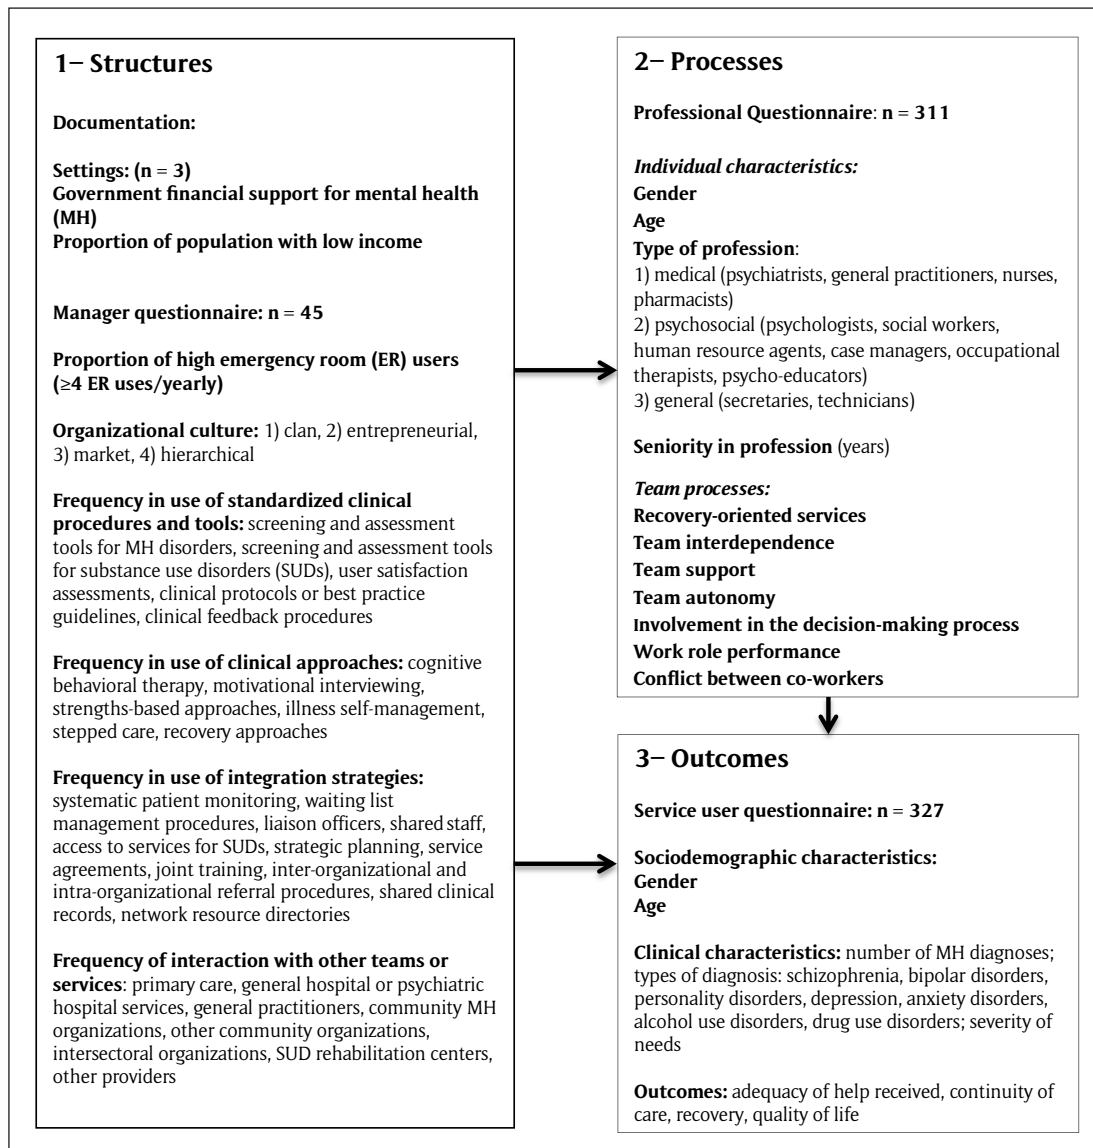 1– Structures
Documentation:
Settings: (n = 3)
Government financial support for mental health
(MH)
Proportion of population with low income
Manager questionnaire: n = 45
Proportion of high emergency room (ER) users
(≥4 ER uses/yearly)
Organizational culture: 1) clan, 2) entrepreneurial,
3) market, 4) hierarchical
Frequency in use of standardized clinical
procedures and tools: screening and assessment
tools for MH disorders, screening and assessment tools
for substance use disorders (SUDs), user satisfaction
assessments, clinical protocols or best practice
guidelines, clinical feedback procedures
Frequency in use of clinical approaches: cognitive
behavioral therapy, motivational interviewing,
strengths-based approaches, illness self-management,
stepped care, recovery approaches
Frequency in use of integration strategies:
systematic patient monitoring, waiting list
management procedures, liaison officers, shared staff,
access to services for SUDs, strategic planning, service
agreements, joint training, inter-organizational and
intra-organizational referral procedures, shared clinical
records, network resource directories
Frequency of interaction with other teams or
services: primary care, general hospital or psychiatric
hospital services, general practitioners, community MH
organizations, other community organizations,
intersectoral organizations, SUD rehabilitation centers,
other providers
2– Processes
Professional Questionnaire: n = 311
Individual characteristics:
Gender
Age
Type of profession:
1) medical (psychiatrists, general practitioners, nurses,
pharmacists)
2) psychosocial (psychologists, social workers,
human resource agents, case managers, occupational
therapists, psycho-educators)
3) general (secretaries, technicians)
Seniority in profession (years)
Team processes:
Recovery-oriented services
Team interdependence
Team support
Team autonomy
Involvement in the decision-making process
Work role performance
Conflict between co-workers
3– Outcomes
Service user questionnaire: n = 327
Sociodemographic characteristics:
Gender
Age
Clinical characteristics: number of MH diagnoses;
types of diagnosis: schizophrenia, bipolar disorders,
personality disorders, depression, anxiety disorders,
alcohol use disorders, drug use disorders; severity of
needs
Outcomes: adequacy of help received, continuity of
care, recovery, quality of life